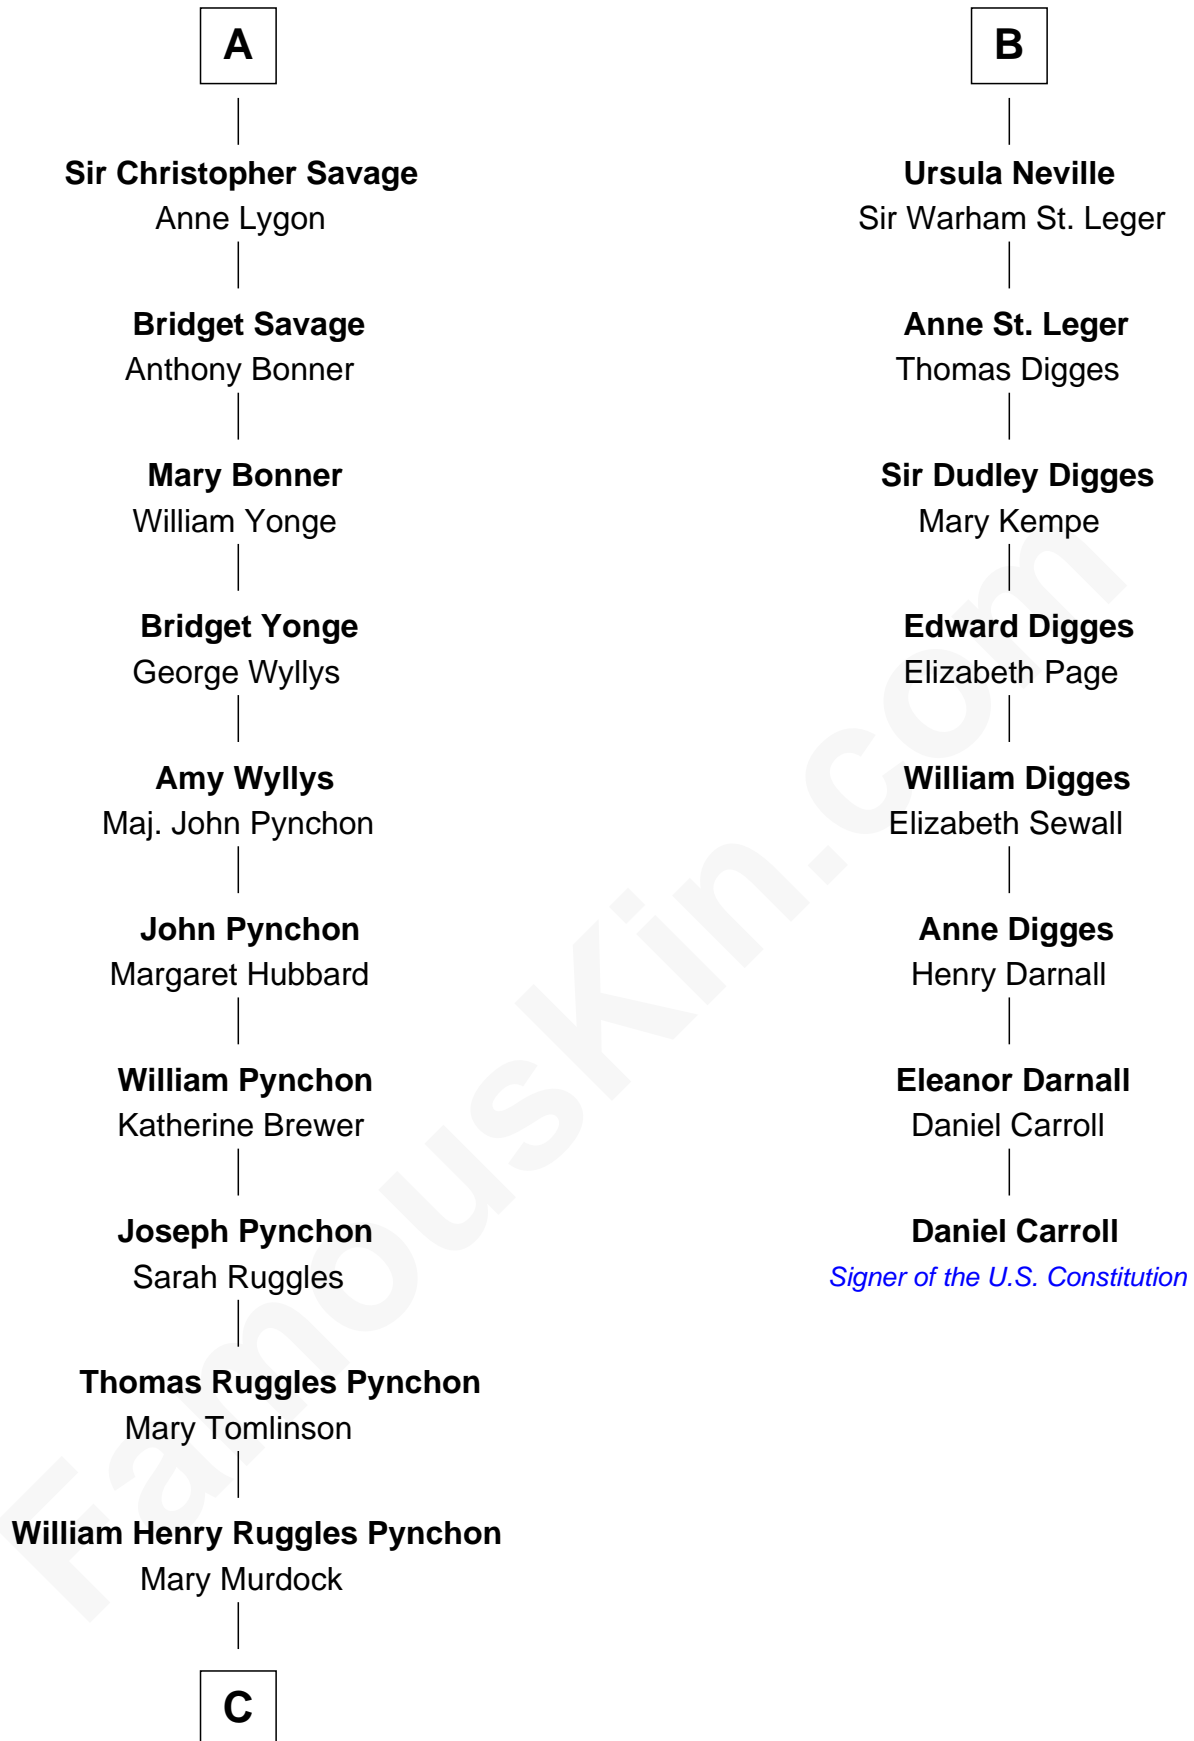 A
Sir Christopher Savage
Anne Lygon
Bridget Savage
Anthony Bonner
Mary Bonner
William Yonge
Bridget Yonge
George Wyllys
Amy Wyllys
Maj. John Pynchon
John Pynchon
Margaret Hubbard
William Pynchon
Katherine Brewer
Joseph Pynchon
Sarah Ruggles
Thomas Ruggles Pynchon
Mary Tomlinson
William Henry Ruggles Pynchon
Mary Murdock
C
B
Ursula Neville
Sir Warham St. Leger
Anne St. Leger
Thomas Digges
Sir Dudley Digges
Mary Kempe
Edward Digges
Elizabeth Page
William Digges
Elizabeth Sewall
Anne Digges
Henry Darnall
Eleanor Darnall
Daniel Carroll
Daniel Carroll
Signer of the U.S. Constitution
FamousKin.com